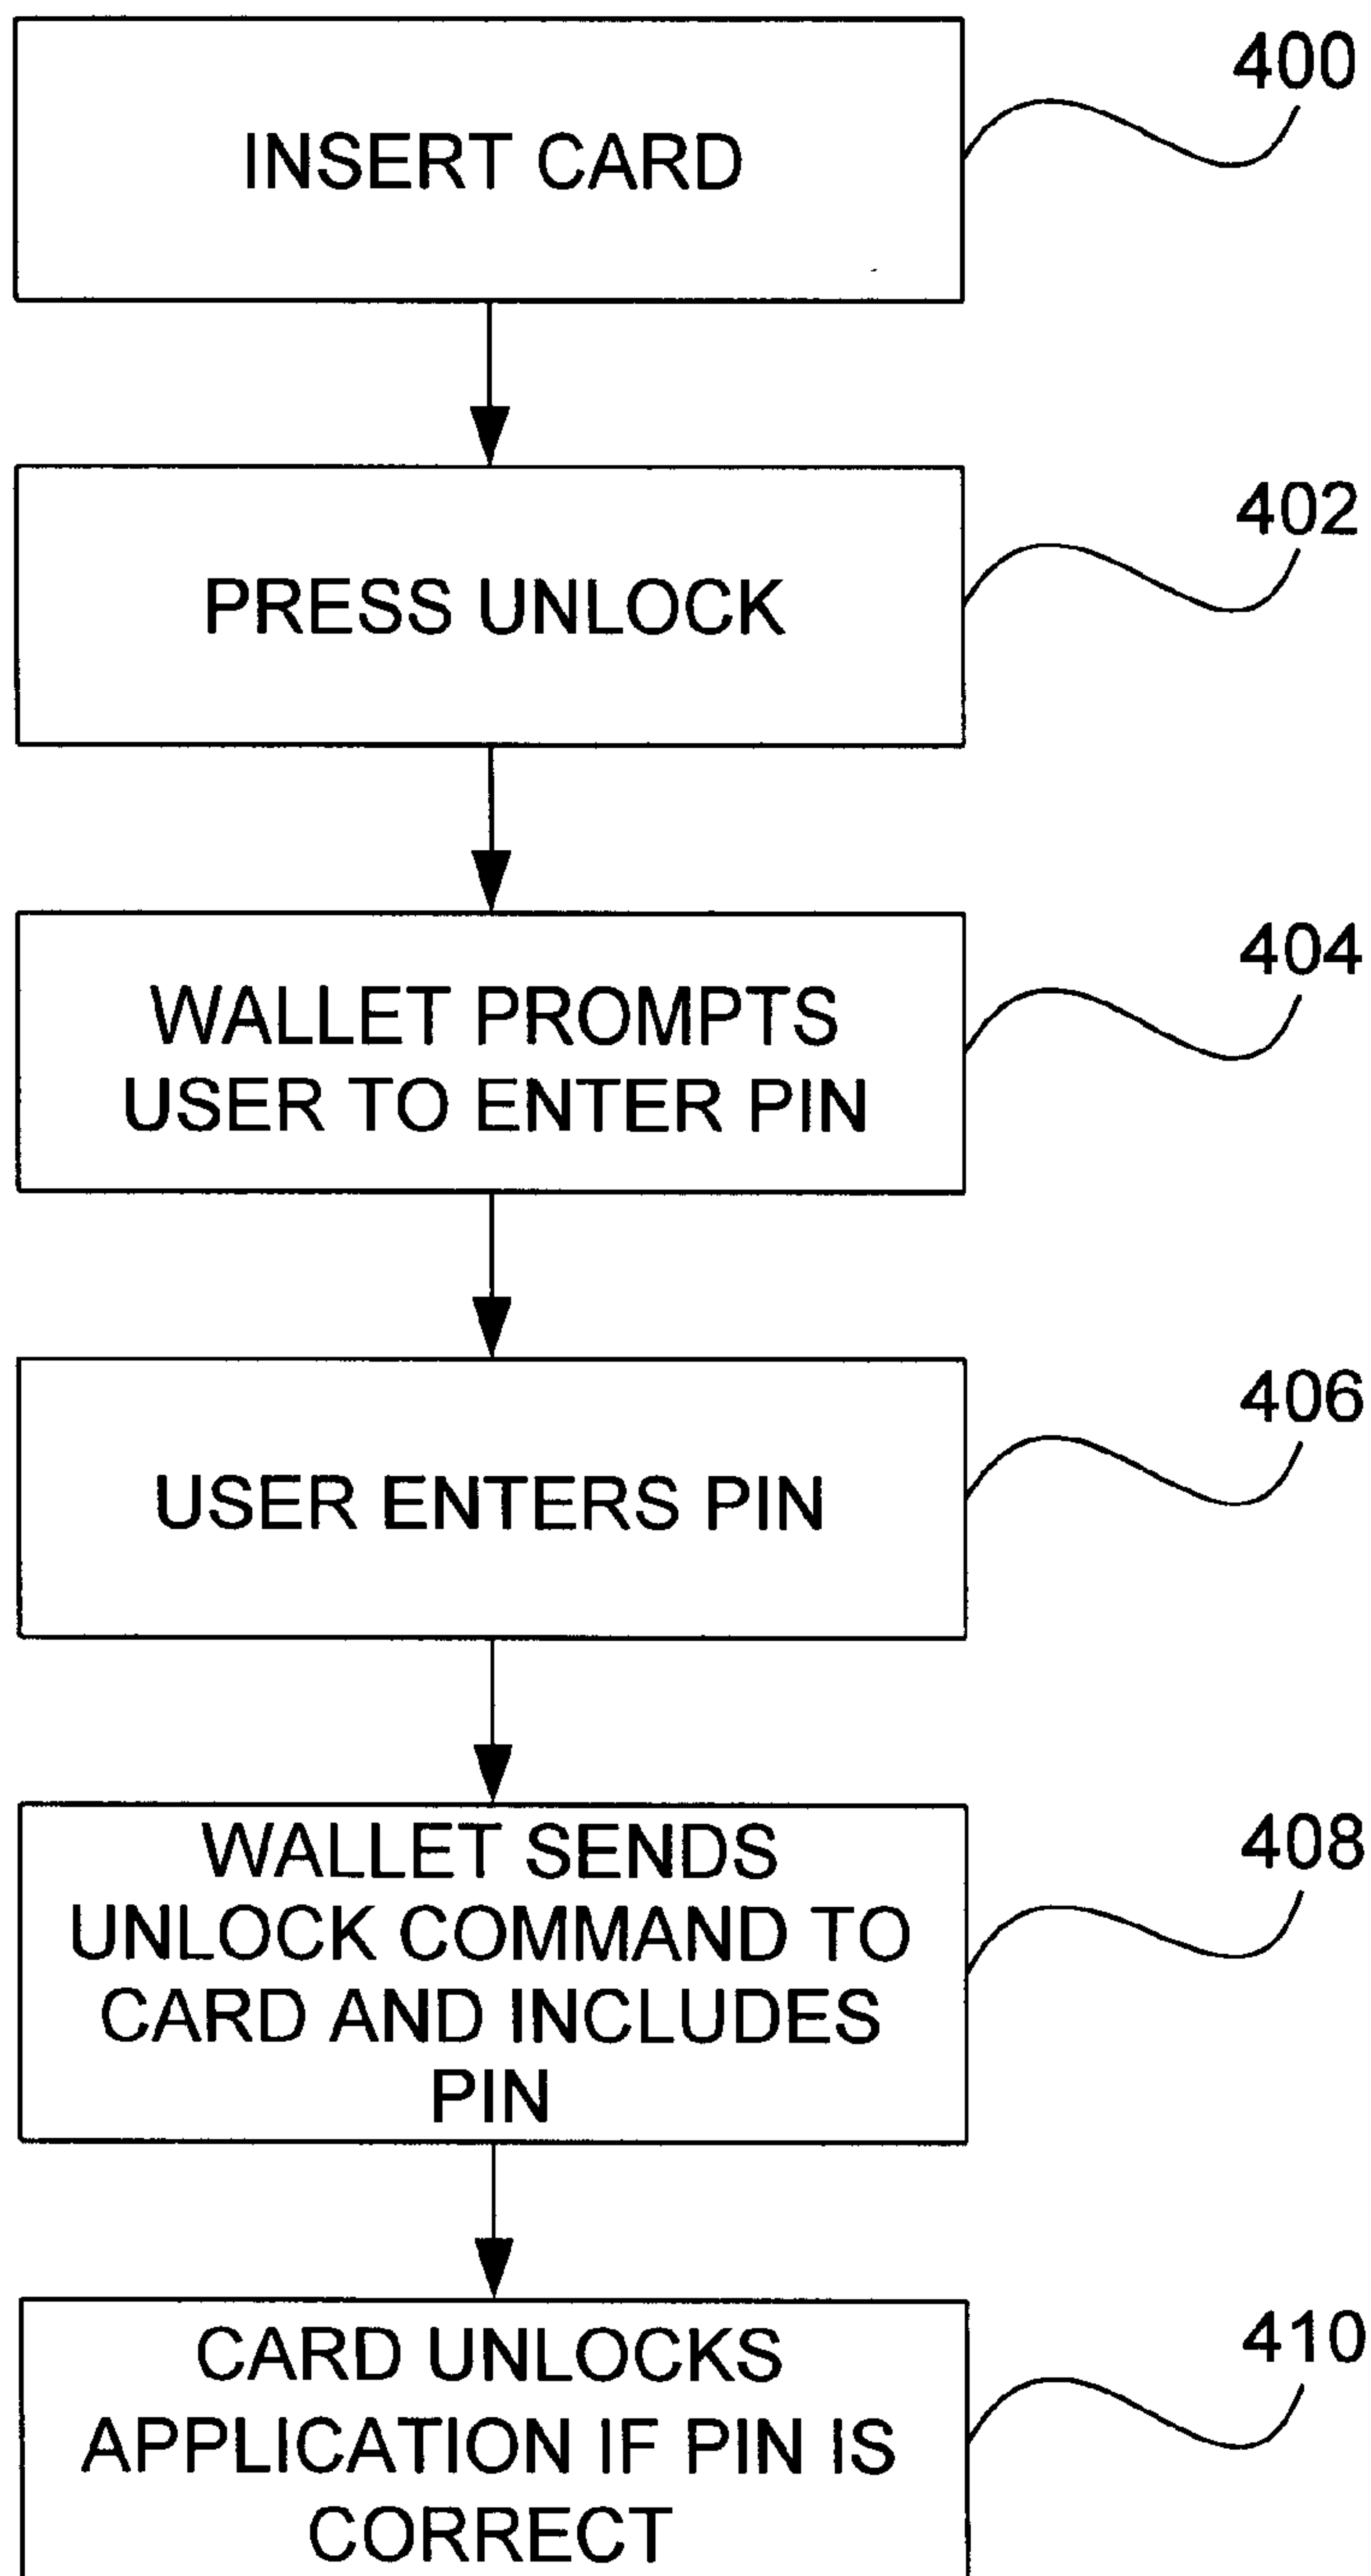 400
INSERT CARD
402
PRESS UNLOCK
404
WALLET PROMPTS
USER TO ENTER PIN
406
USER ENTERS PIN
408
WALLET SENDS
UNLOCK COMMAND TO
CARD AND INCLUDES
PIN
410
CARD UNLOCKS
APPLICATION IF PIN IS
CORRECT